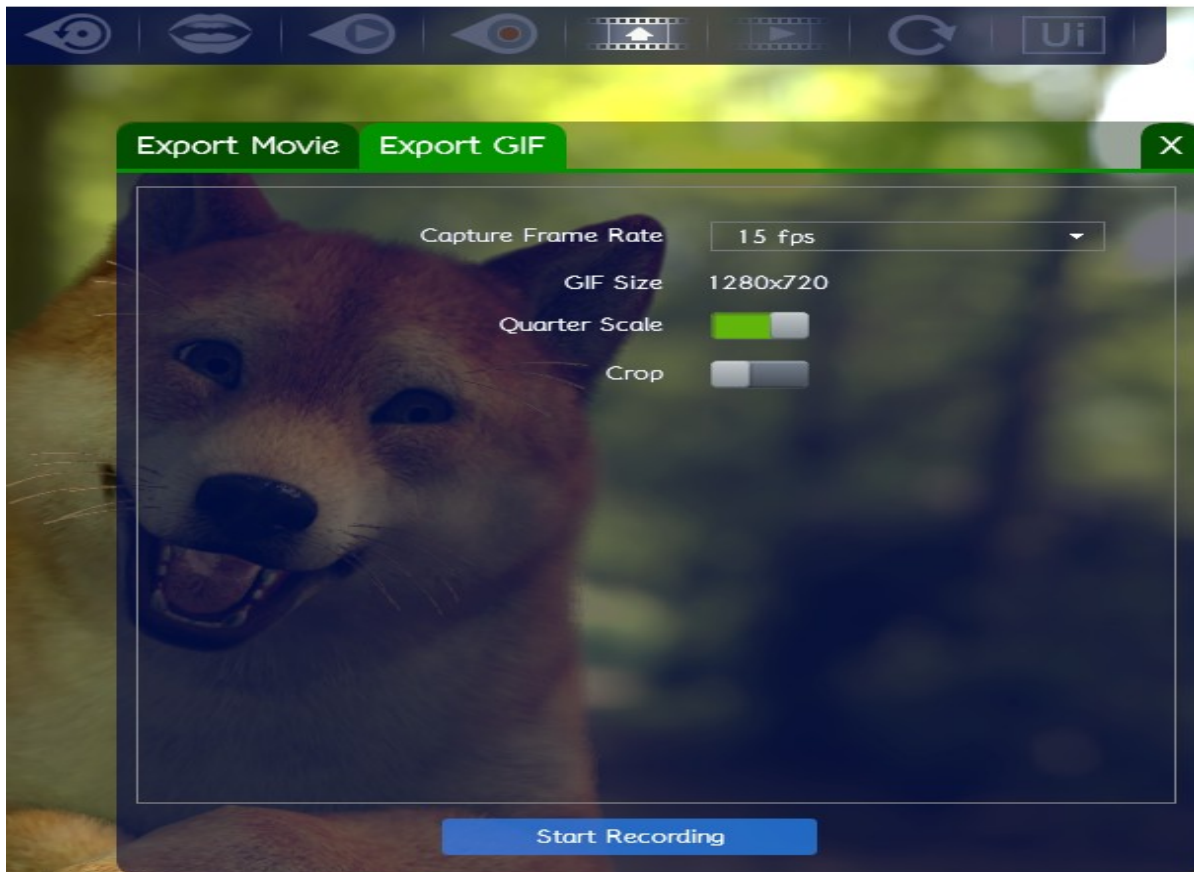 Ui
Export Movie Export GIF X
Capture Frame Rate 15 fps
GIF Size 1280x720
Quarter Scale
Crop
Start Recording